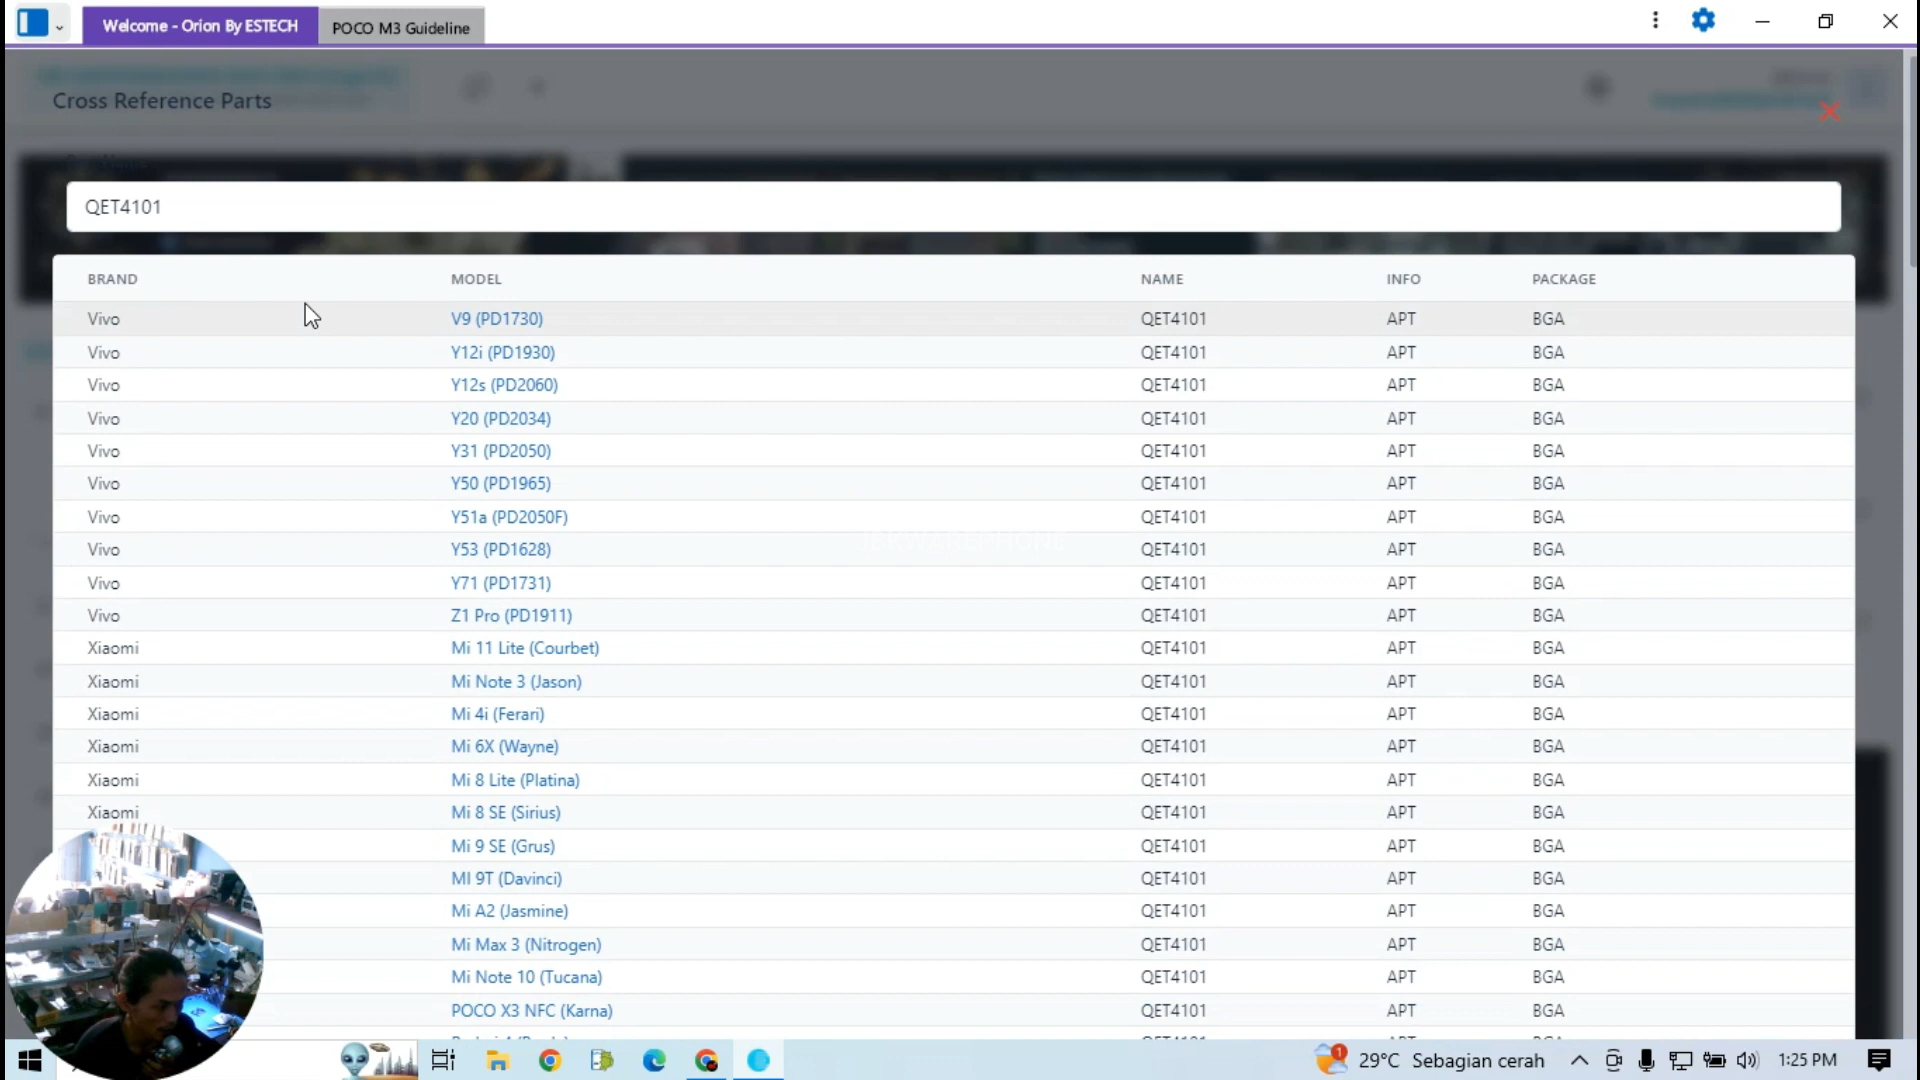 Welcome - Orion By ESTECH
POCO M3 Guideline
Cross Reference Parts
QET4101
BRAND MODEL NAME INFO PACKAGE
Vivo V9 (PD1730) QET4101 APT BGA
Vivo Y12i (PD1930) QET4101 APT BGA
Vivo Y12s (PD2060) QET4101 APT BGA
Vivo Y20 (PD2034) QET4101 APT BGA
Vivo Y31 (PD2050) QET4101 APT BGA
Vivo Y50 (PD1965) QET4101 APT BGA
Vivo Y51a (PD2050F) QET4101 APT BGA
Vivo Y53 (PD1628) QET4101 APT BGA
Vivo Y71 (PD1731) QET4101 APT BGA
Vivo Z1 Pro (PD1911) QET4101 APT BGA
Xiaomi Mi 11 Lite (Courbet) QET4101 APT BGA
Xiaomi Mi Note 3 (Jason) QET4101 APT BGA
Xiaomi Mi 4i (Ferari) QET4101 APT BGA
Xiaomi Mi 6X (Wayne) QET4101 APT BGA
Xiaomi Mi 8 Lite (Platina) QET4101 APT BGA
Xiaomi Mi 8 SE (Sirius) QET4101 APT BGA
Mi 9 SE (Grus) QET4101 APT BGA
MI 9T (Davinci) QET4101 APT BGA
Mi A2 (Jasmine) QET4101 APT BGA
Mi Max 3 (Nitrogen) QET4101 APT BGA
Mi Note 10 (Tucana) QET4101 APT BGA
POCO X3 NFC (Karna) QET4101 APT BGA
1 29°C Sebagian cerah 1:25 PM